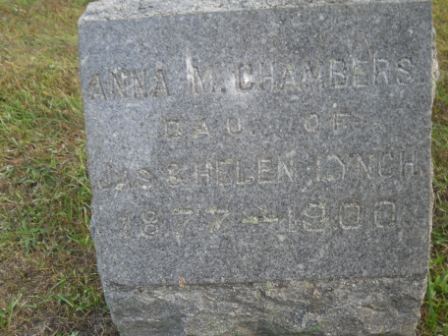 ANNA M. CHAMBERS
DAU. OF
JAS & HELEN LYNCH
1877-1900